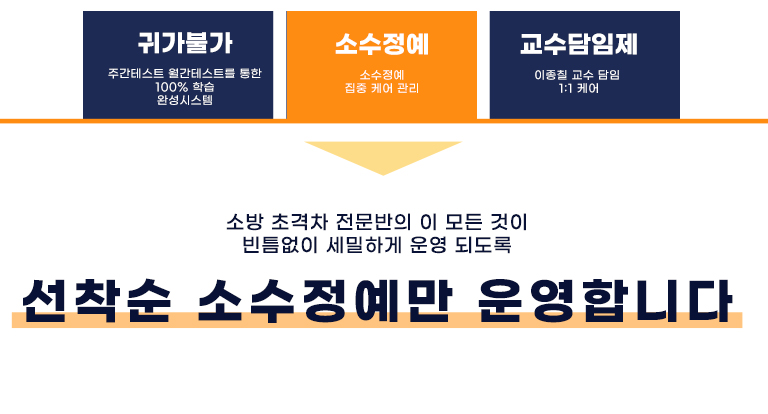 귀가불가
주간테스트 월간테스트를 통한
100% 학습
완성시스템
소수정예
소수정예
집중 케어 관리
교수담임제
이종칠 교수 담임
1:1 케어
소방 초격차 전문반의 이 모든 것이
빈틈없이 세밀하게 운영 되도록
선착순 소수정예만 운영합니다